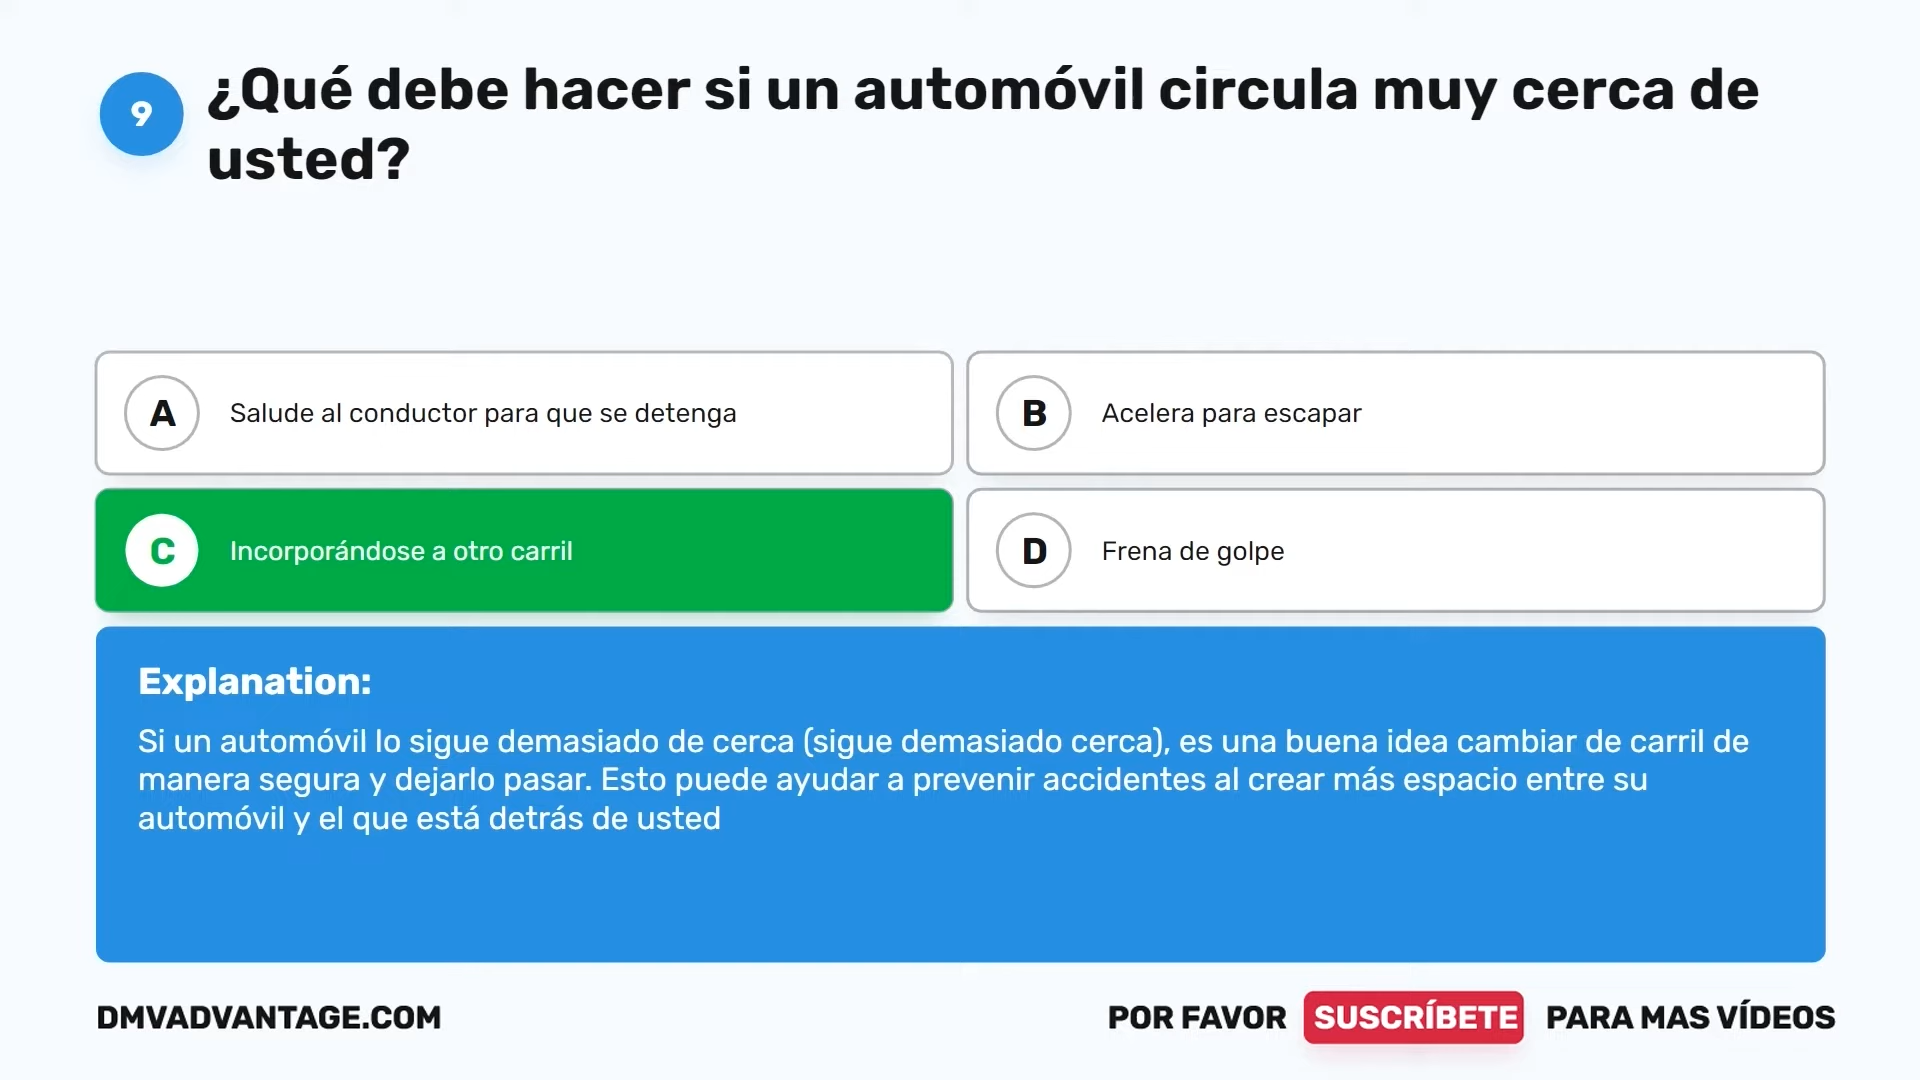 9
¿Qué debe hacer si un automóvil circula muy cerca de
usted?
A
Salude al conductor para que se detenga
B
Acelera para escapar
C
Incorporándose a otro carril
D
Frena de golpe
Explanation:
Si un automóvil lo sigue demasiado de cerca (sigue demasiado cerca), es una buena idea cambiar de carril de
manera segura y dejarlo pasar. Esto puede ayudar a prevenir accidentes al crear más espacio entre su
automóvil y el que está detrás de usted
DMVADVANTAGE.COM
POR FAVOR SUSCRÍBETE PARA MAS VÍDEOS